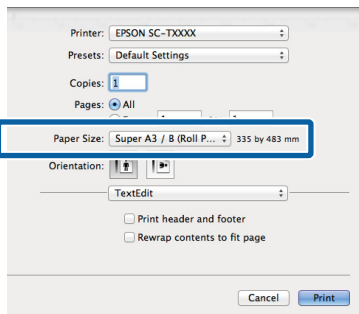 Printer: EPSON SC-TXXXX
Presets: Default Settings
Copies: 1
Pages: All
Paper Size: Super A3 / B (Roll P... 335 by 483 mm
Orientation:
TextEdit
Print header and footer
Rewrap contents to fit page
Cancel Print